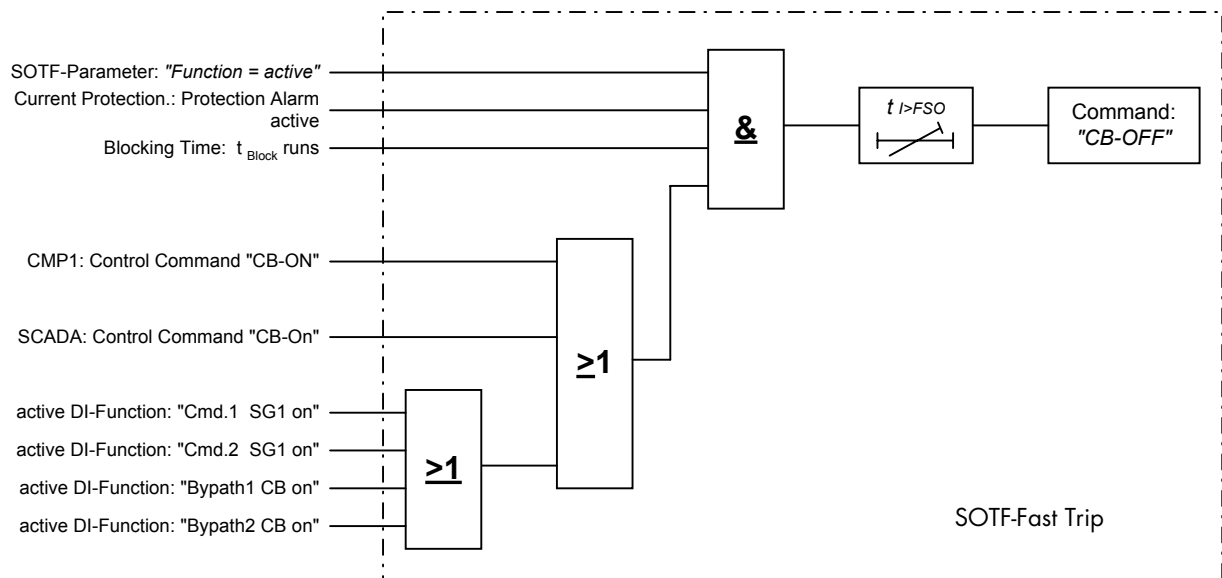 SOTF-Parameter: "Function = active"
Current Protection.: Protection Alarm
active
Blocking Time: t Block runs
&
t I>FSO
Command:
"CB-OFF"
CMP1: Control Command "CB-ON"
SCADA: Control Command "CB-On"
≥1
active DI-Function: "Cmd.1 SG1 on"
active DI-Function: "Cmd.2 SG1 on"
≥1
active DI-Function: "Bypath1 CB on"
active DI-Function: "Bypath2 CB on"
SOTF-Fast Trip